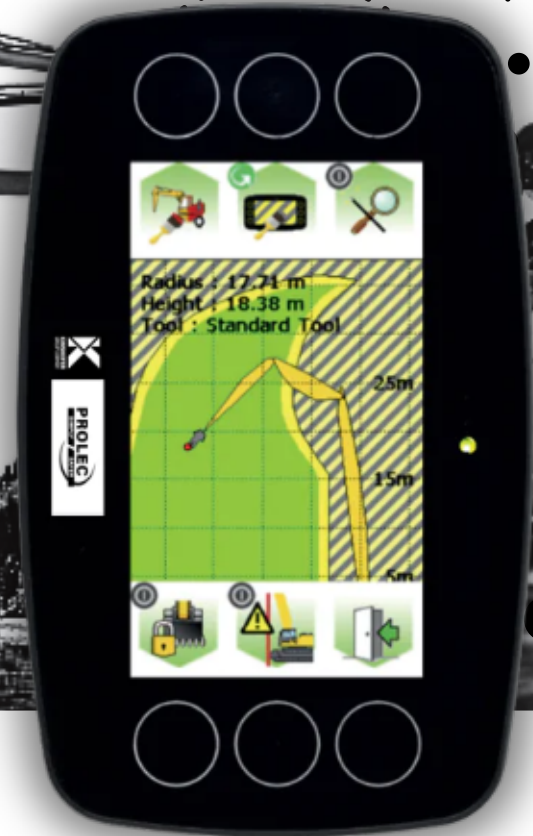 Radius : 17.71 m
Height : 18.38 m
Tool : Standard Tool
25m
15m
5m
PROLEC